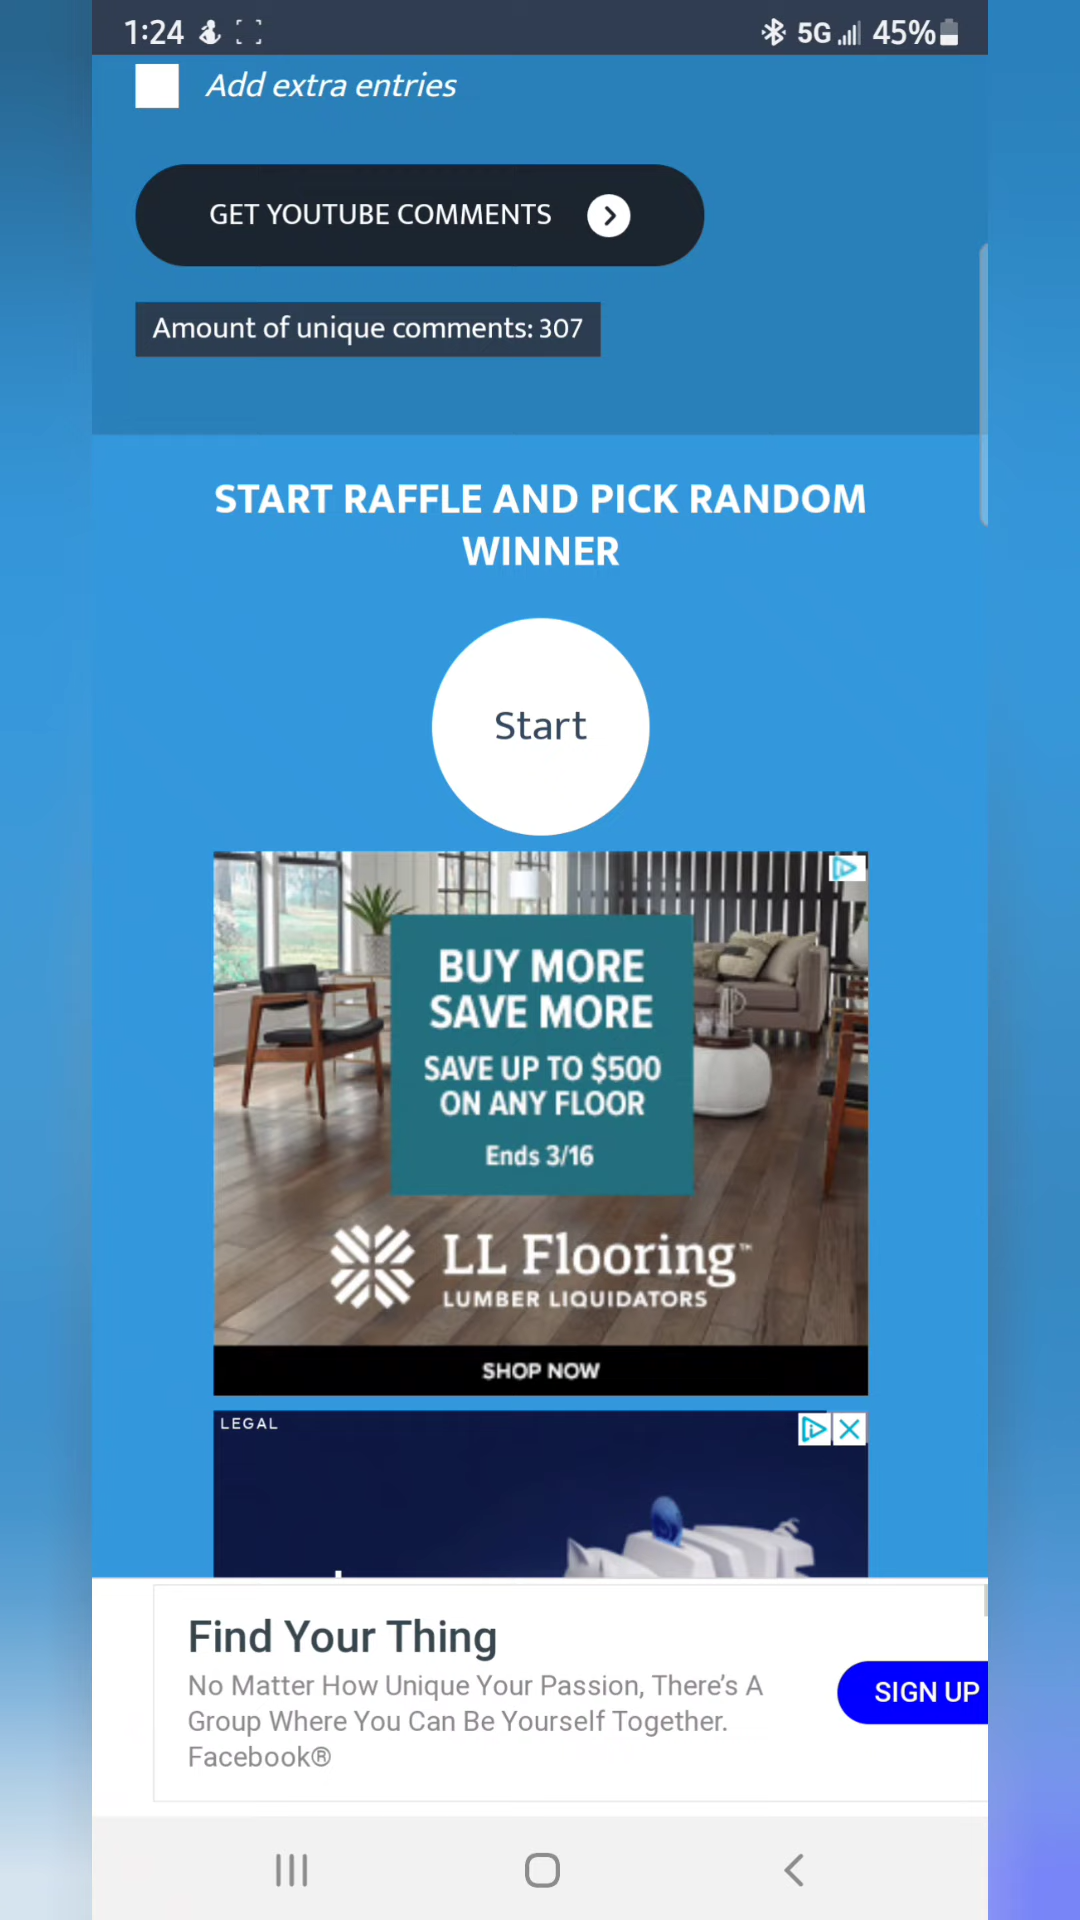 1:24 5G 45%
Add extra entries
GET YOUTUBE COMMENTS
Amount of unique comments: 307
START RAFFLE AND PICK RANDOM
WINNER
Start
BUY MORE
SAVE MORE
SAVE UP TO $500
ON ANY FLOOR
Ends 3/16
LL Flooring™
LUMBER LIQUIDATORS
SHOP NOW
LEGAL
Find Your Thing
No Matter How Unique Your Passion, There’s A
Group Where You Can Be Yourself Together.
Facebook®
SIGN UP